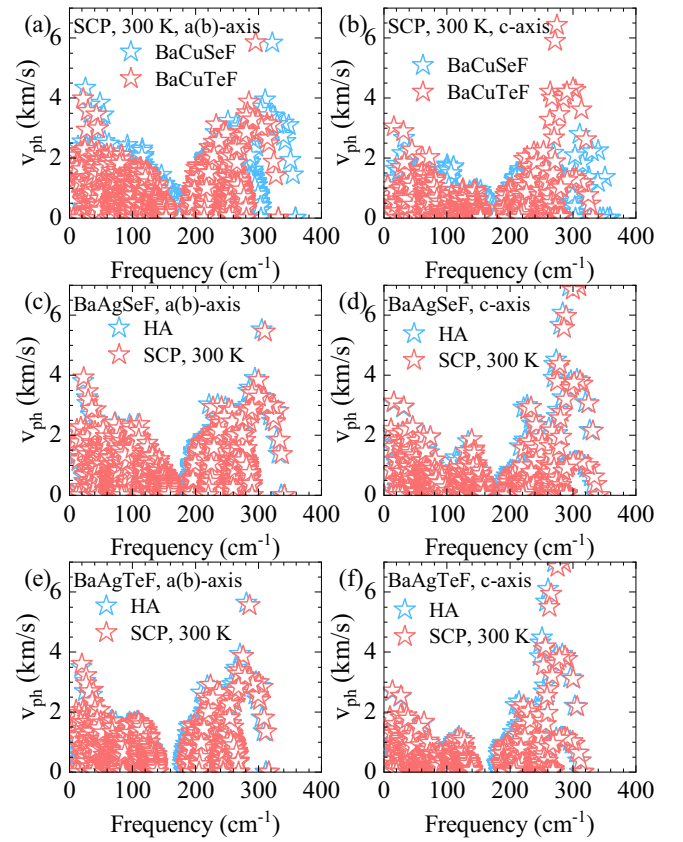 (a) SCP, 300 K, a(b)-axis
BaCuSeF
BaCuTeF
v_ph (km/s)
6
4
2
0
0 100 200 300 400
Frequency (cm⁻¹)
(b) SCP, 300 K, c-axis
BaCuSeF
BaCuTeF
v_ph (km/s)
6
4
2
0
0 100 200 300 400
Frequency (cm⁻¹)
(c) BaAgSeF, a(b)-axis
HA
SCP, 300 K
v_ph (km/s)
6
4
2
0
0 100 200 300 400
Frequency (cm⁻¹)
(d) BaAgSeF, c-axis
HA
SCP, 300 K
v_ph (km/s)
6
4
2
0
0 100 200 300 400
Frequency (cm⁻¹)
(e) BaAgTeF, a(b)-axis
HA
SCP, 300 K
v_ph (km/s)
6
4
2
0
0 100 200 300 400
Frequency (cm⁻¹)
(f) BaAgTeF, c-axis
HA
SCP, 300 K
v_ph (km/s)
6
4
2
0
0 100 200 300 400
Frequency (cm⁻¹)